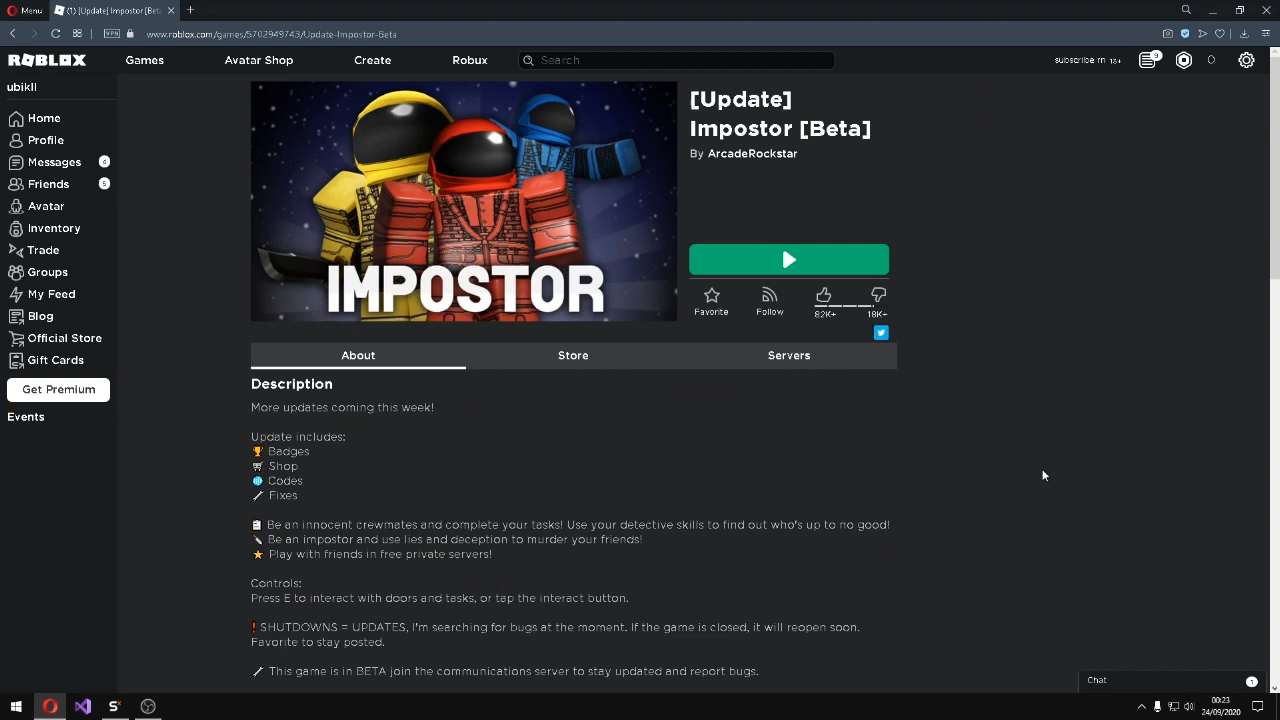 Menu
(1) [Update] Impostor [Beta
VPN
www.roblox.com/games/5702949743/Update-Impostor-Beta
ROBLOX
Games
Avatar Shop
Create
Robux
Search
subscribe rn 13+
9
0
ubikll
Home
Profile
Messages
4
Friends
5
Avatar
Inventory
Trade
Groups
My Feed
Blog
Official Store
Gift Cards
Get Premium
Events
IMPOSTOR
[Update]
Impostor [Beta]
By ArcadeRockstar
Favorite
Follow
82K+
18K+
About
Store
Servers
Description
More updates coming this week!
Update includes:
🏆 Badges
🛒 Shop
🌐 Codes
🔧 Fixes
📋 Be an innocent crewmates and complete your tasks! Use your detective skills to find out who's up to no good!
🔪 Be an impostor and use lies and deception to murder your friends!
⭐ Play with friends in free private servers!
Controls:
Press E to interact with doors and tasks, or tap the interact button.
❗ SHUTDOWNS = UPDATES, I'm searching for bugs at the moment. If the game is closed, it will reopen soon.
Favorite to stay posted.
🔧 This game is in BETA join the communications server to stay updated and report bugs.
Chat
1
00:23
24/09/2020